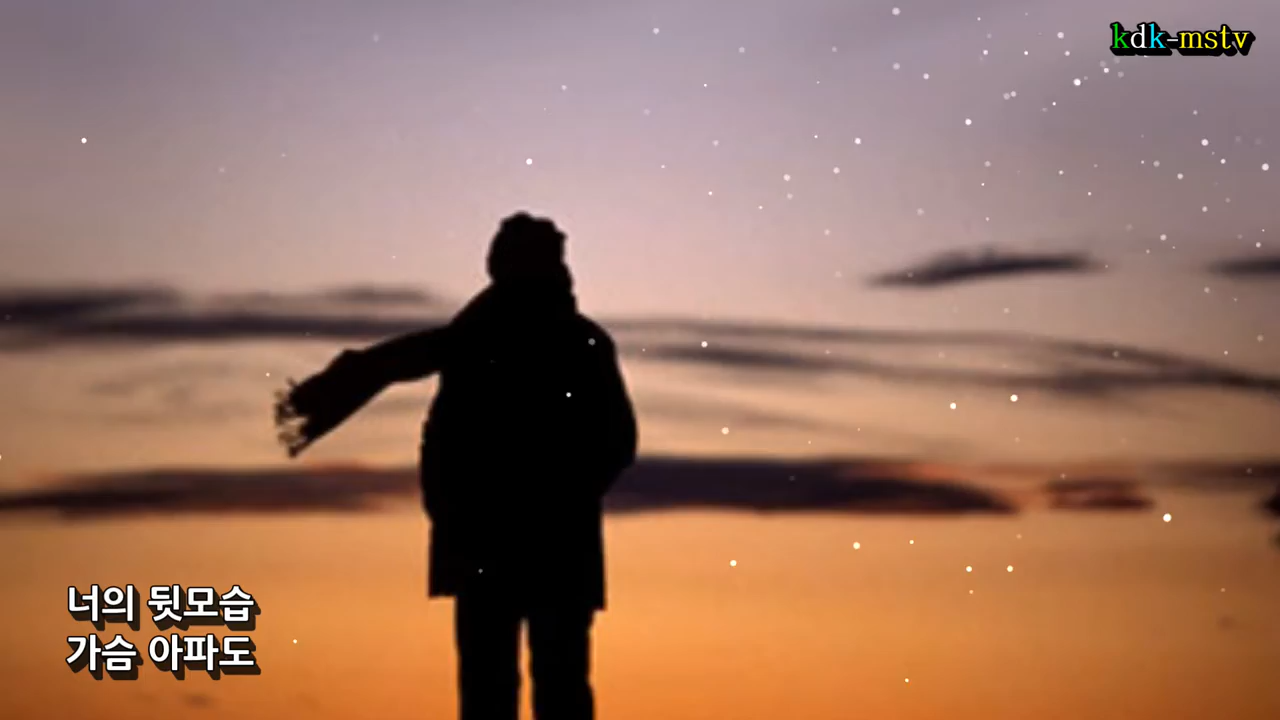 kdk-mstv
너의 뒷모습
가슴 아파도